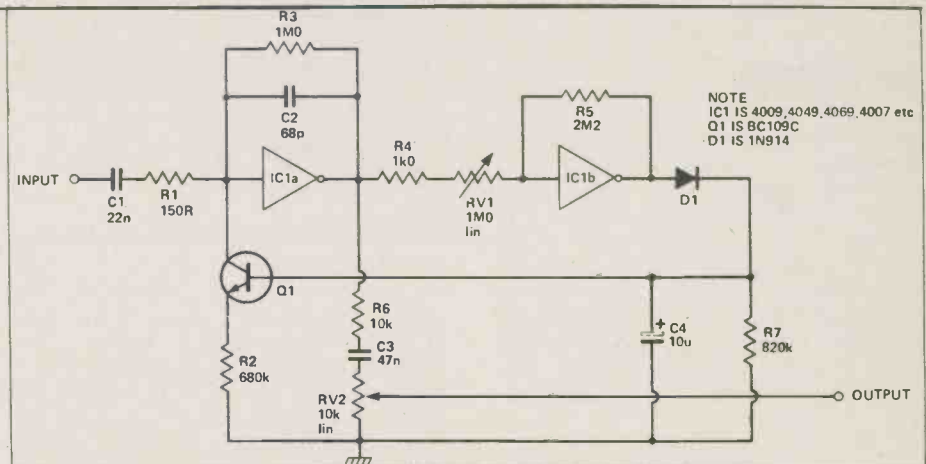 R3
1M0
C2
68p
R5
2M2
NOTE
IC1 IS 4009,4049,4069,4007 etc
Q1 IS BC109C
D1 IS 1N914
R4
1k0
INPUT
C1
22n
R1
150R
IC1a
RV1
1M0
lin
IC1b
D1
Q1
R6
10k
C3
47n
R2
680k
RV2
10k
lin
+
C4
10u
R7
820k
OUTPUT